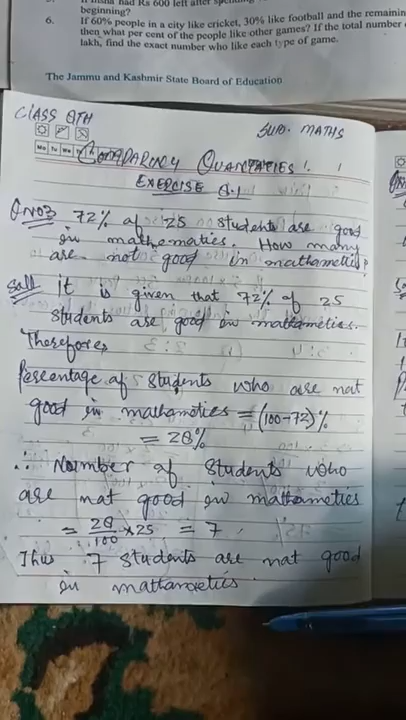 beginning?
6. If 60% people in a city like cricket, 30% like football and the remaining
then what per cent of the people like other games? If the total number
lakh, find the exact number who like each type of game.
The Jammu and Kashmir State Board of Education
CLASS 8TH
SUB. MATHS
COMPARING QUANTATIES
EXERCISE 8.1
QNo3 72% of 25 students are good
in mathematics. How many
are not good in mathematics?
Soll It is given that 72% of 25
students are good in mathematics.
Therefore,
Percentage of students who are not
good in mathematics = (100-72)%
= 28%
∴ Number of students who
are not good in mathematics
= 28/100 × 25 = 7.
Thus 7 students are not good
in mathematics.